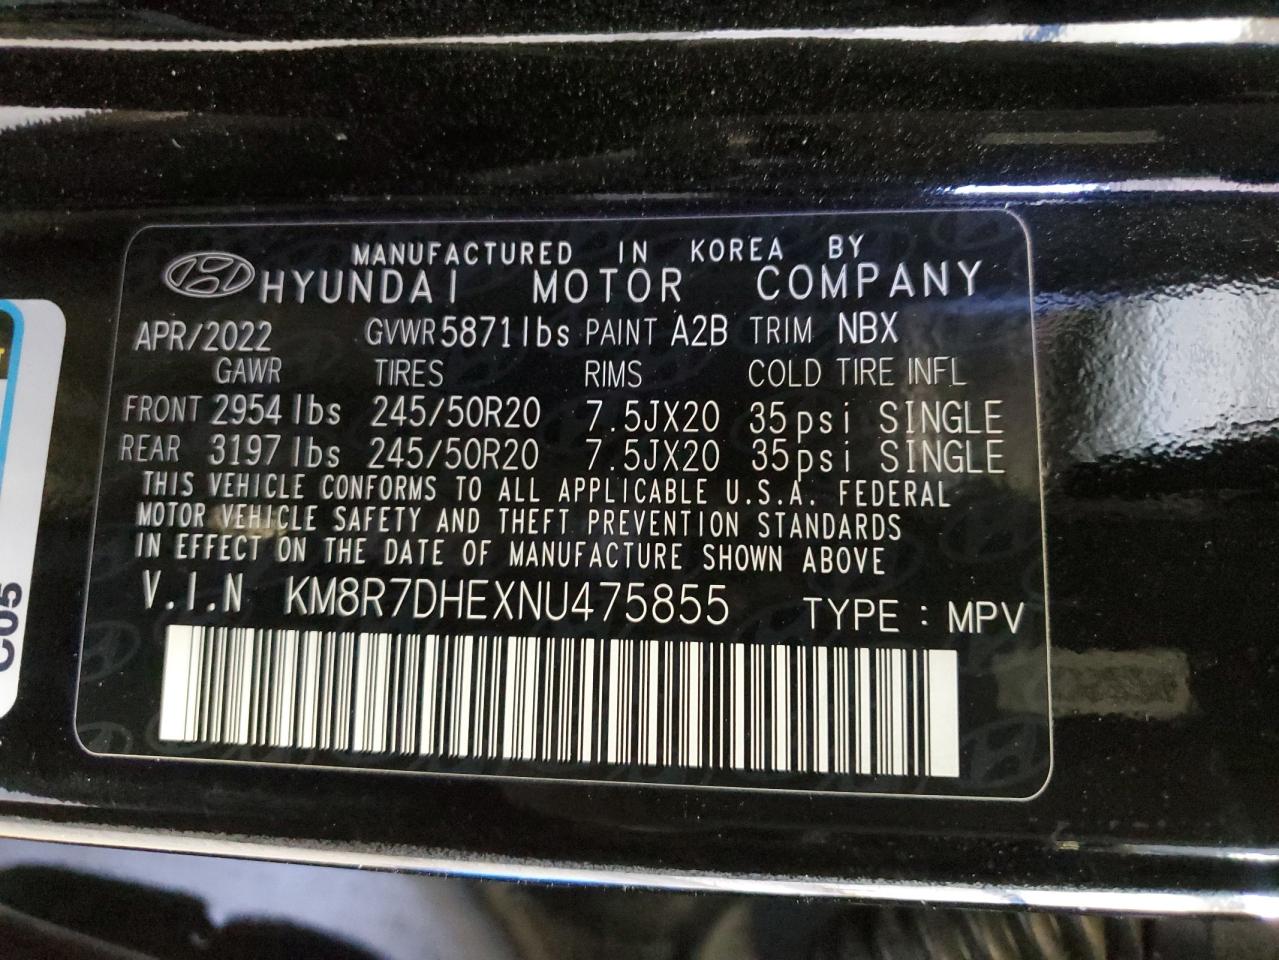 MANUFACTURED IN KOREA BY
HYUNDAI MOTOR COMPANY
APR/2022 GVWR 5871 lbs PAINT A2B TRIM NBX
GAWR TIRES RIMS COLD TIRE INFL
FRONT 2954 lbs 245/50R20 7.5JX20 35psi SINGLE
REAR 3197 lbs 245/50R20 7.5JX20 35psi SINGLE
THIS VEHICLE CONFORMS TO ALL APPLICABLE U.S.A. FEDERAL
MOTOR VEHICLE SAFETY AND THEFT PREVENTION STANDARDS
IN EFFECT ON THE DATE OF MANUFACTURE SHOWN ABOVE
V.I.N KM8R7DHEXNU475855 TYPE : MPV
C05